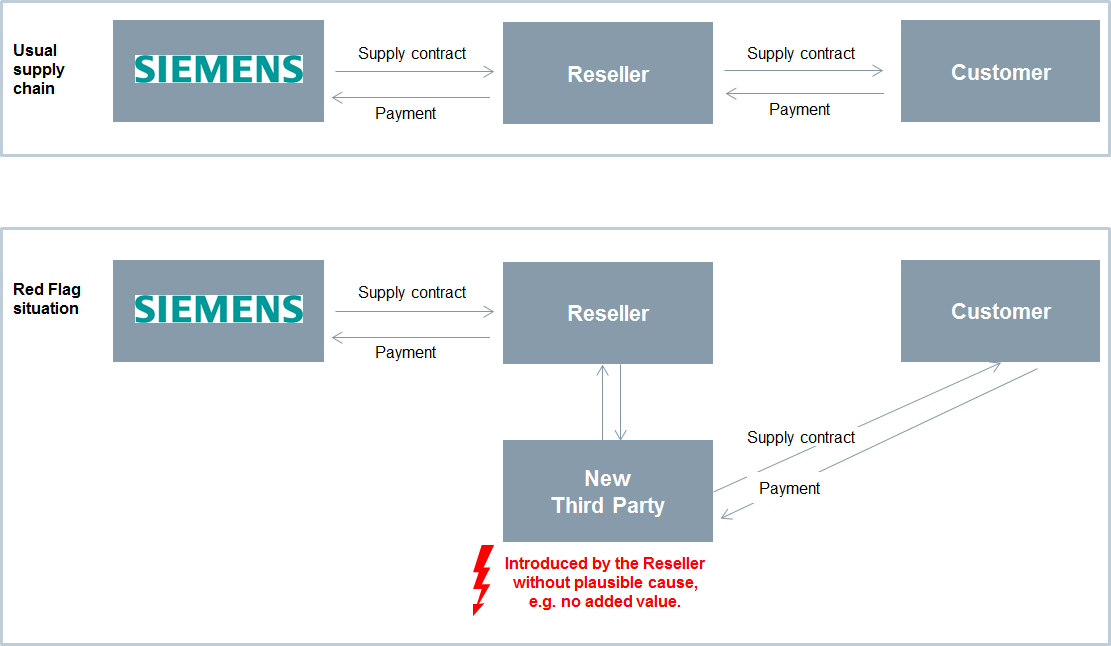 Usual
supply
chain
SIEMENS
Supply contract
Payment
Reseller
Supply contract
Payment
Customer
Red Flag
situation
SIEMENS
Supply contract
Payment
Reseller
Customer
New
Third Party
Supply contract
Payment
Introduced by the Reseller
without plausible cause,
e.g. no added value.